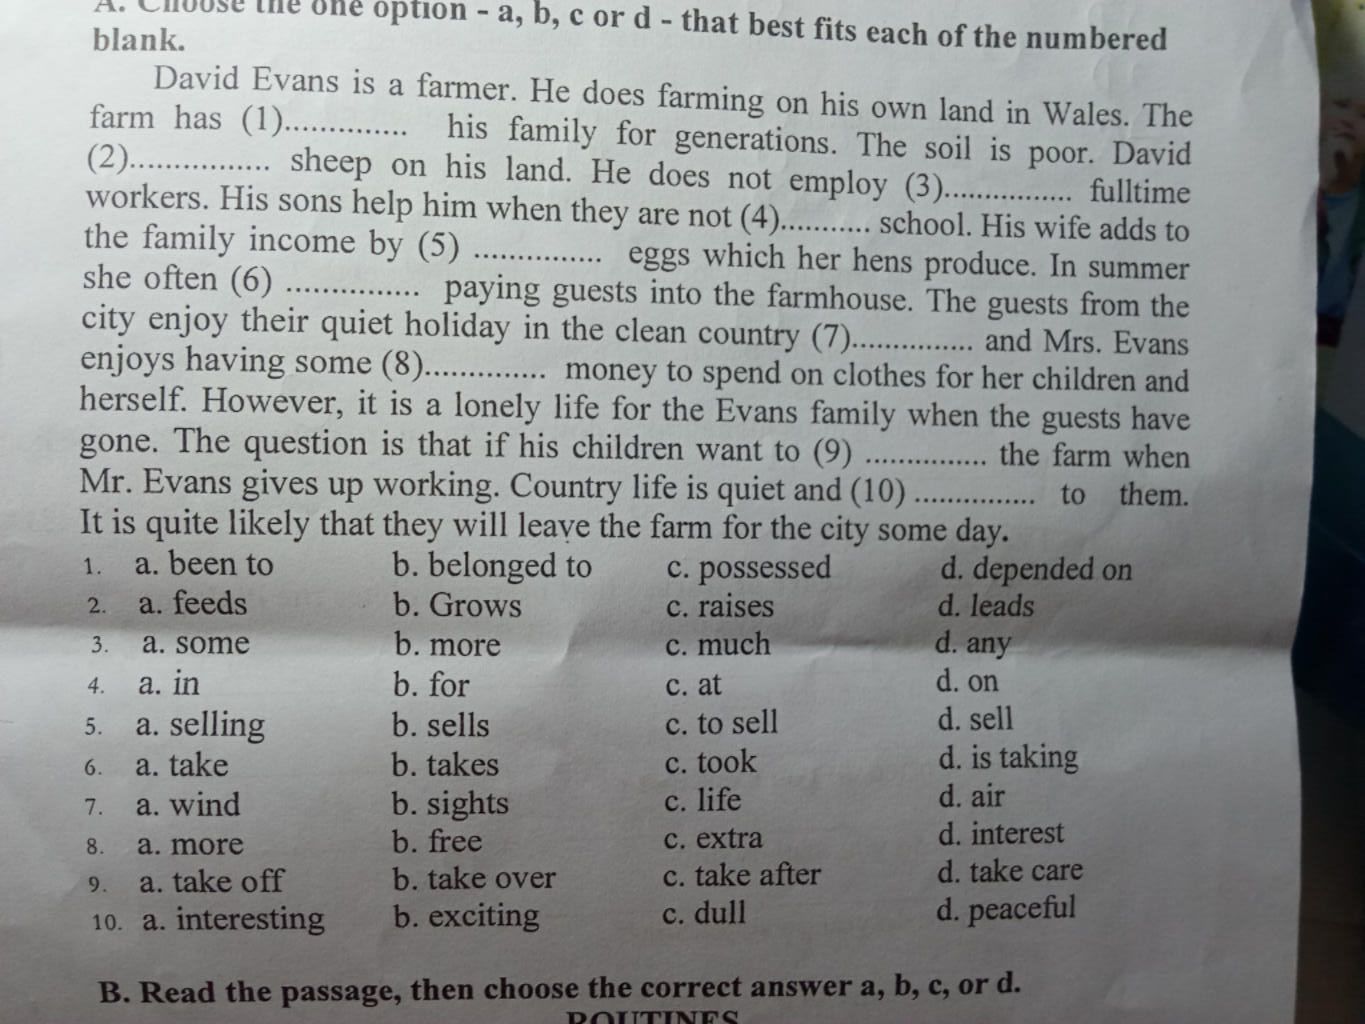 A. Choose the one option - a, b, c or d - that best fits each of the numbered
blank.
David Evans is a farmer. He does farming on his own land in Wales. The
farm has (1).............. his family for generations. The soil is poor. David
(2)................ sheep on his land. He does not employ (3)................ fulltime
workers. His sons help him when they are not (4)........... school. His wife adds to
the family income by (5) ............... eggs which her hens produce. In summer
she often (6) ............... paying guests into the farmhouse. The guests from the
city enjoy their quiet holiday in the clean country (7)............... and Mrs. Evans
enjoys having some (8).............. money to spend on clothes for her children and
herself. However, it is a lonely life for the Evans family when the guests have
gone. The question is that if his children want to (9) ............... the farm when
Mr. Evans gives up working. Country life is quiet and (10) ............... to them.
It is quite likely that they will leave the farm for the city some day.
1. a. been to b. belonged to c. possessed d. depended on
2. a. feeds b. Grows c. raises d. leads
3. a. some b. more c. much d. any
4. a. in b. for c. at d. on
5. a. selling b. sells c. to sell d. sell
6. a. take b. takes c. took d. is taking
7. a. wind b. sights c. life d. air
8. a. more b. free c. extra d. interest
9. a. take off b. take over c. take after d. take care
10. a. interesting b. exciting c. dull d. peaceful
B. Read the passage, then choose the correct answer a, b, c, or d.
ROUTINES